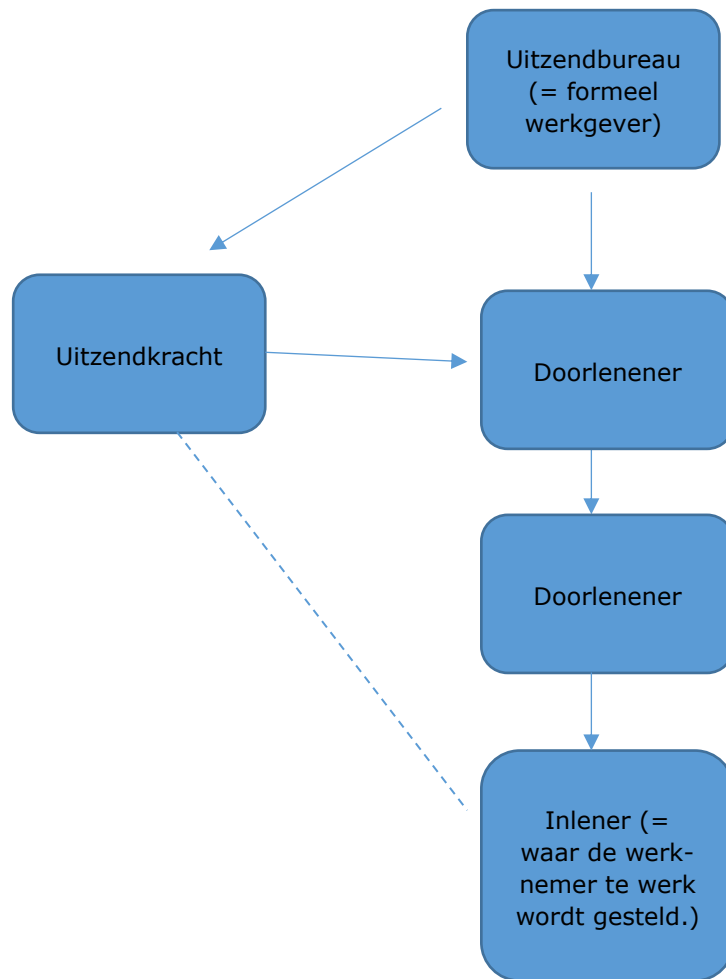 Uitzendbureau
(= formeel
werkgever)
Uitzendkracht
Doorlenener
Doorlenener
Inlener (=
waar de werk-
nemer te werk
wordt gesteld.)